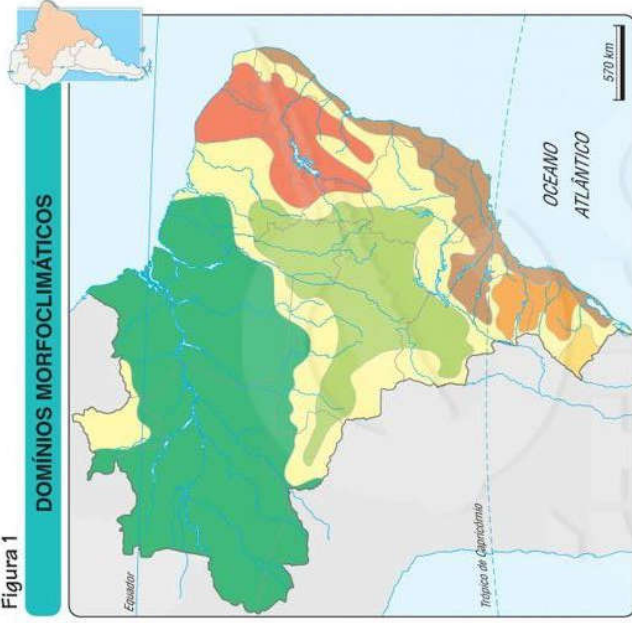 Figura 1
DOMÍNIOS MORFOCLIMÁTICOS
Equador
Trópico de Capricórnio
OCEANO
ATLÂNTICO
570 km